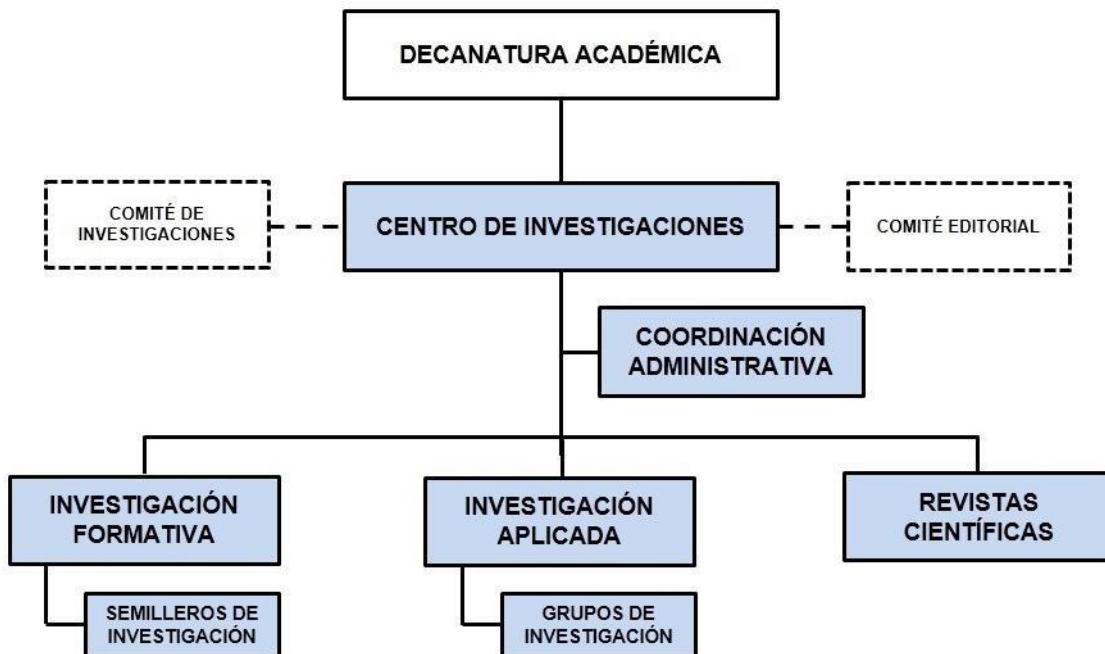 DECANATURA ACADÉMICA
COMITÉ DE
INVESTIGACIONES
CENTRO DE INVESTIGACIONES
COMITÉ EDITORIAL
COORDINACIÓN
ADMINISTRATIVA
INVESTIGACIÓN
FORMATIVA
INVESTIGACIÓN
APLICADA
REVISTAS
CIENTÍFICAS
SEMILLEROS DE
INVESTIGACIÓN
GRUPOS DE
INVESTIGACIÓN